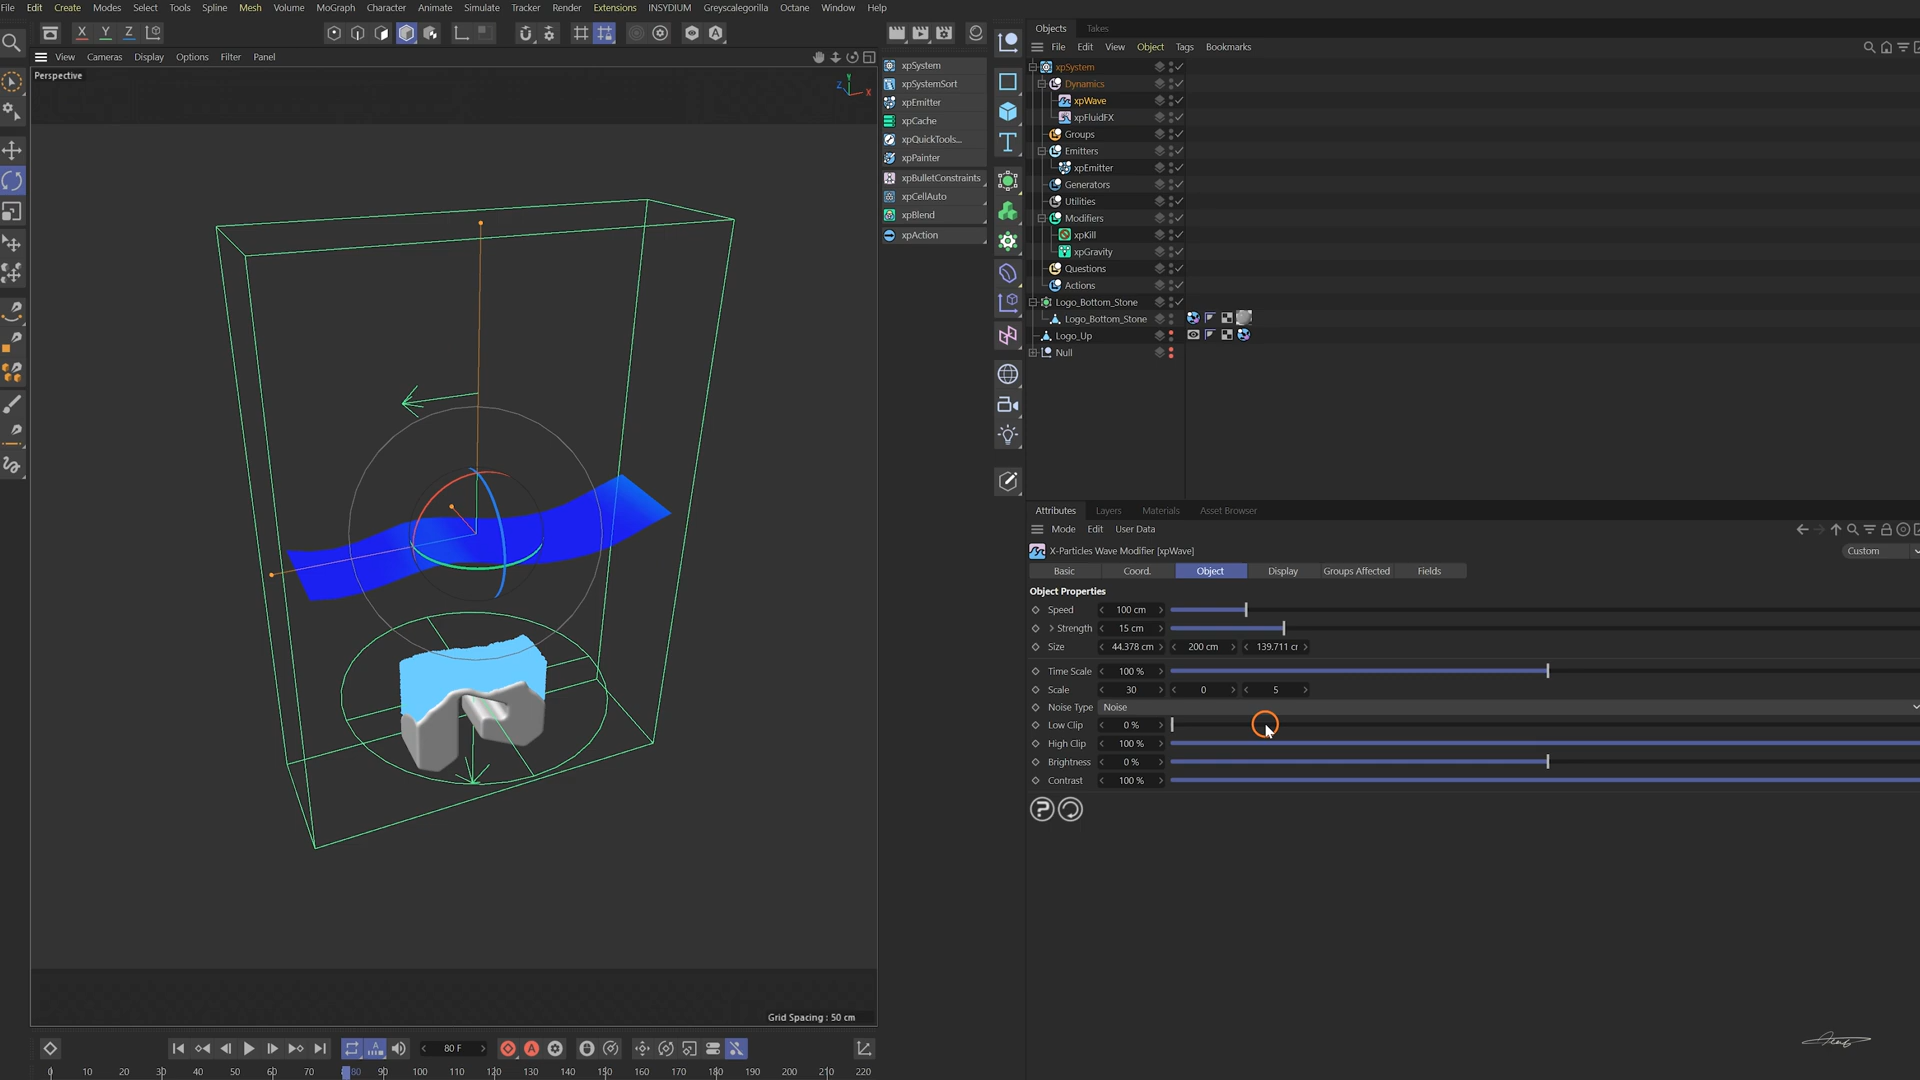 File Edit Create Modes Select Tools Spline Mesh Volume MoGraph Character Animate Simulate Tracker Render Extensions INSYDIUM Greyscalegorilla Octane Window Help
X Y Z
View Cameras Display Options Filter Panel
Perspective
Y
Z
X
Grid Spacing : 50 cm
xpSystem
xpSystemSort
xpEmitter
xpCache
xpQuickTools...
xpPainter
xpBulletConstraints
xpCellAuto
xpBlend
xpAction
Objects Takes
File Edit View Object Tags Bookmarks
xpSystem
Dynamics
xpWave
xpFluidFX
Groups
Emitters
xpEmitter
Generators
Utilities
Modifiers
xpKill
xpGravity
Questions
Actions
Logo_Bottom_Stone
Logo_Bottom_Stone
Logo_Up
Null
Attributes Layers Materials Asset Browser
Mode Edit User Data
X-Particles Wave Modifier [xpWave]
Custom
Basic Coord. Object Display Groups Affected Fields
Object Properties
Speed 100 cm
Strength 15 cm
Size 44.378 cm 200 cm 139.711 cr
Time Scale 100 %
Scale 30 0 5
Noise Type Noise
Low Clip 0 %
High Clip 100 %
Brightness 0 %
Contrast 100 %
80 F
0 10 20 30 40 50 60 70 80 90 100 110 120 130 140 150 160 170 180 190 200 210 220